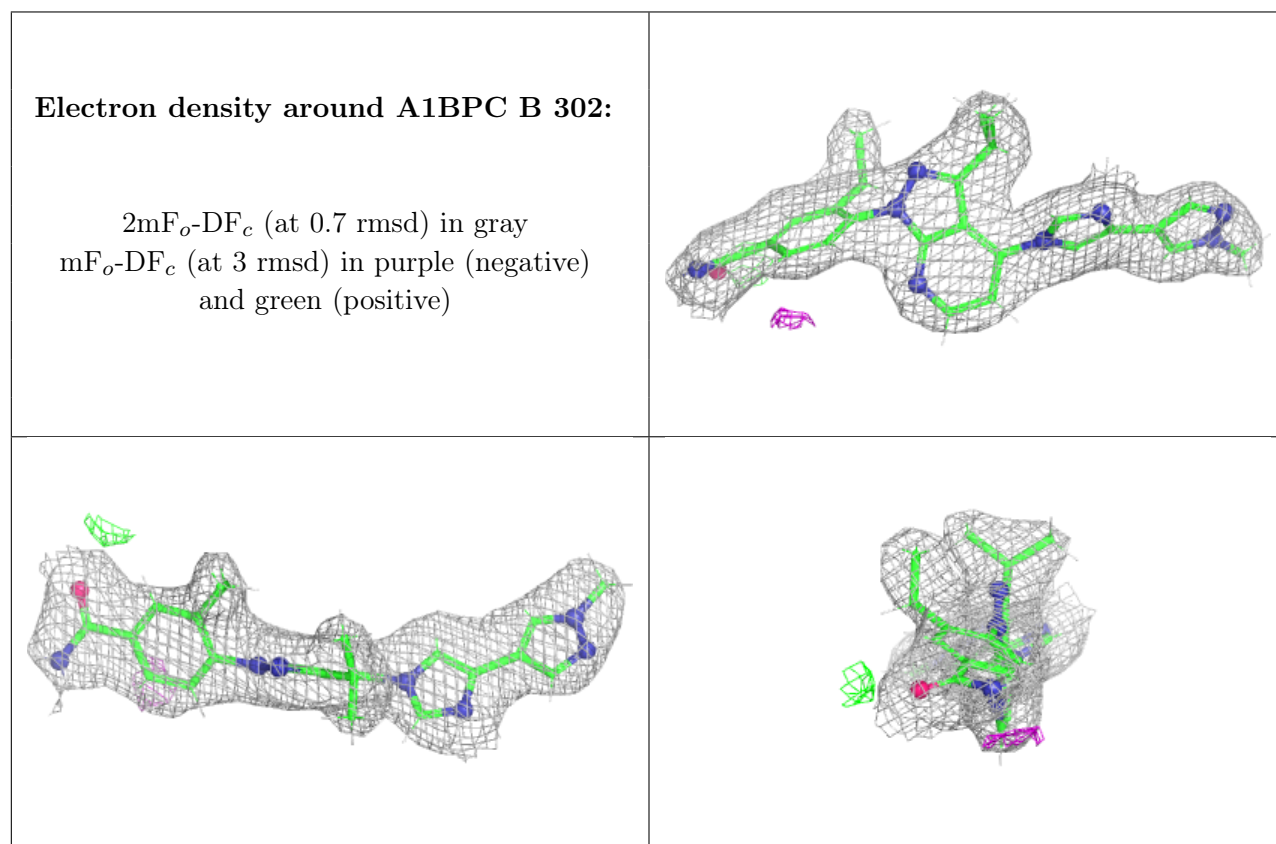 Electron density around A1BPC B 302:
2mFo-DFc (at 0.7 rmsd) in gray
mFo-DFc (at 3 rmsd) in purple (negative)
and green (positive)